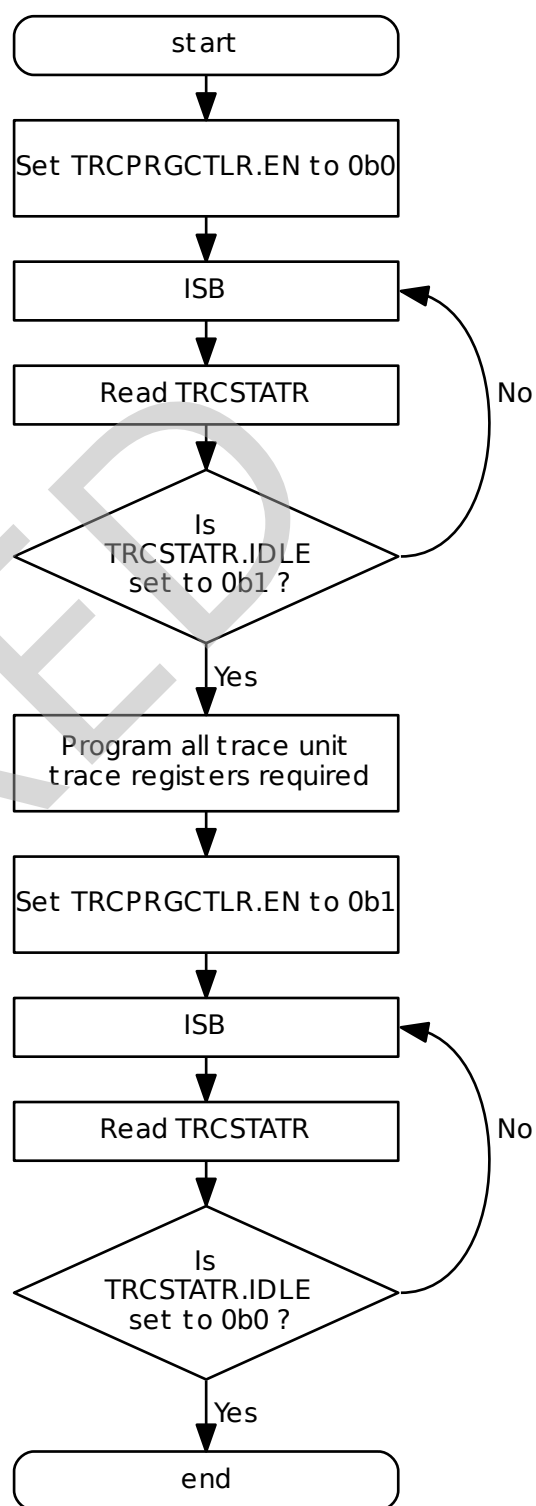 start
Set TRCPRGCTLR.EN to 0b0
ISB
Read TRCSTATR
No
Is
TRCSTATR.IDLE
set to 0b1 ?
Yes
Program all trace unit
trace registers required
Set TRCPRGCTLR.EN to 0b1
ISB
Read TRCSTATR
No
Is
TRCSTATR.IDLE
set to 0b0 ?
Yes
end